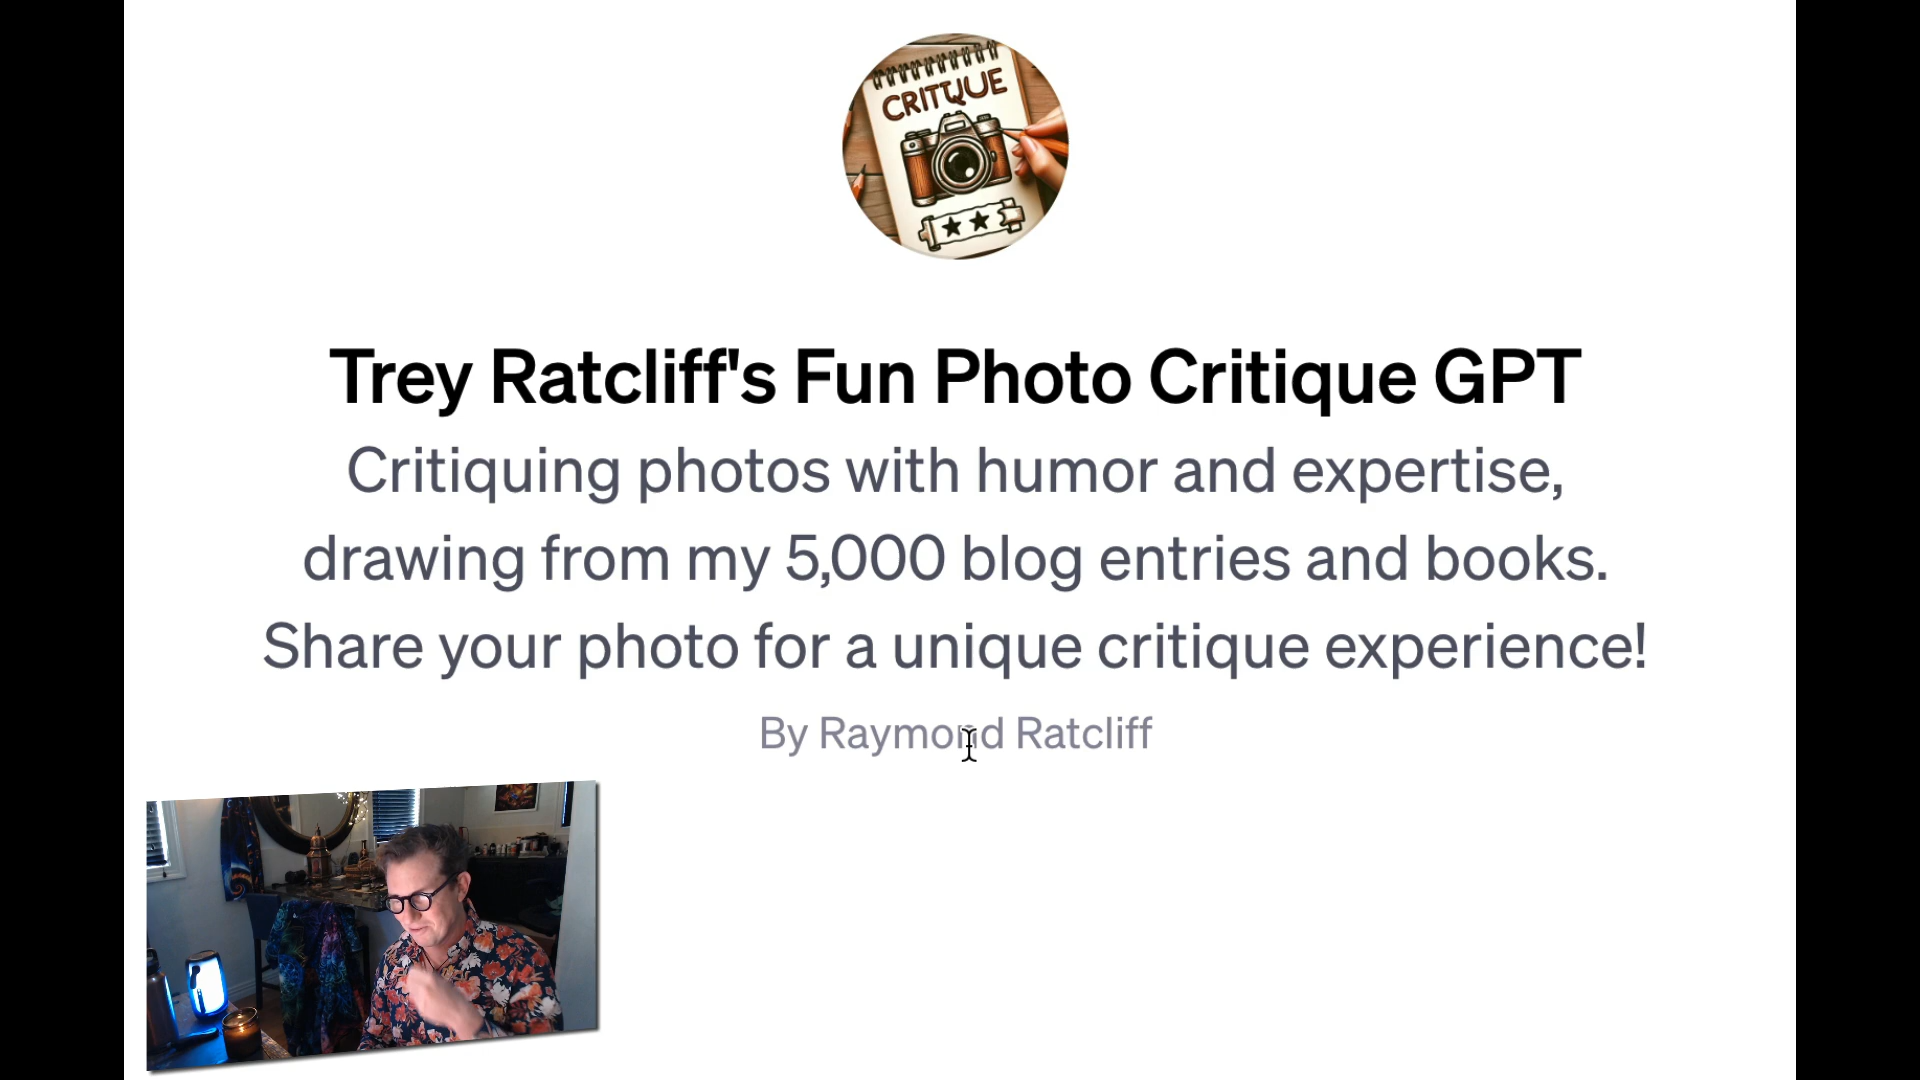 CRITQUE
Trey Ratcliff's Fun Photo Critique GPT
Critiquing photos with humor and expertise,
drawing from my 5,000 blog entries and books.
Share your photo for a unique critique experience!
By Raymond Ratcliff